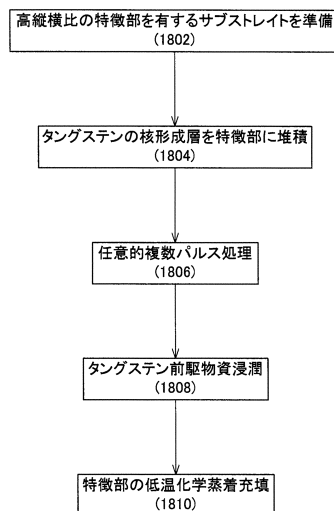 高縦横比の特徴部を有するサブストレイトを準備
(1802)
タングステンの核形成層を特徴部に堆積
(1804)
任意的複数パルス処理
(1806)
タングステン前駆物資浸潤
(1808)
特徴部の低温化学蒸着充填
(1810)